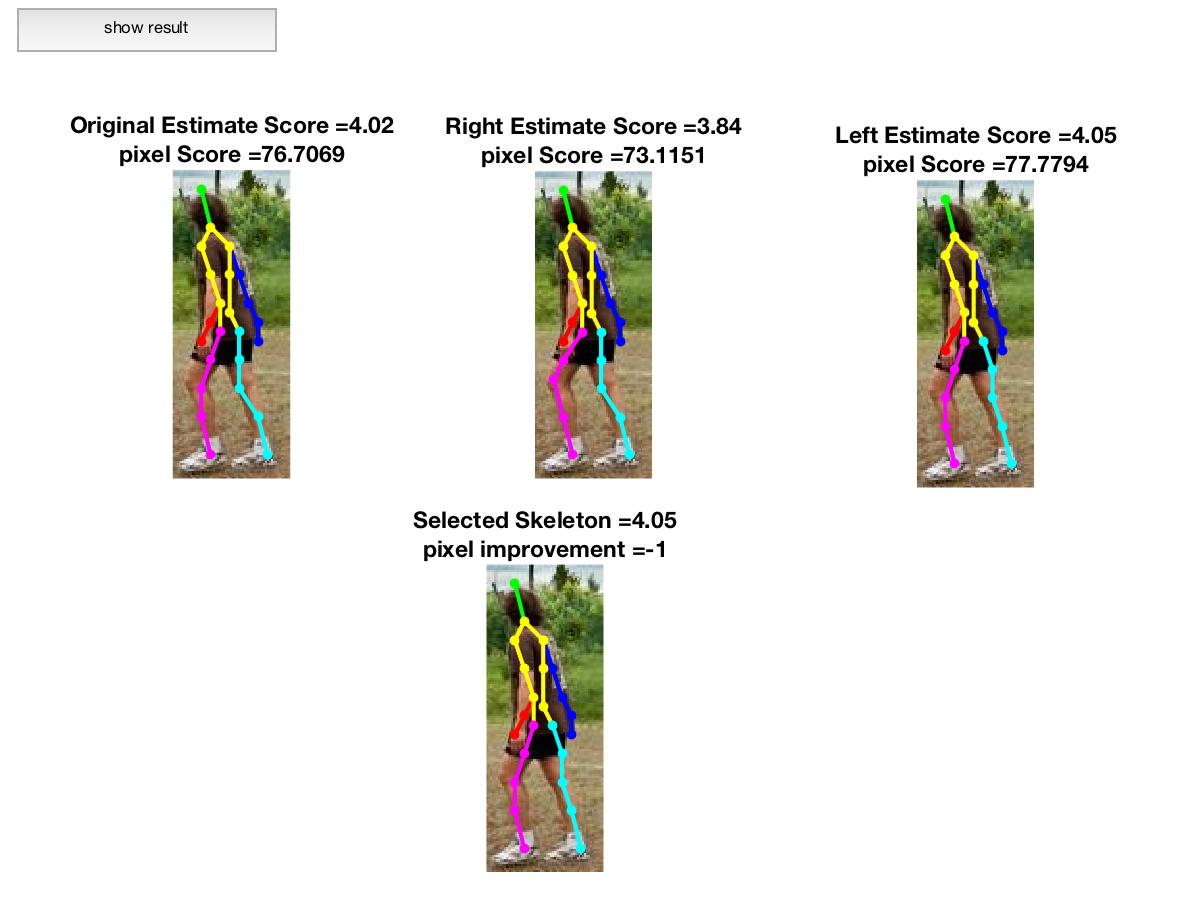 show result
Original Estimate Score =4.02
pixel Score =76.7069
Right Estimate Score =3.84
pixel Score =73.1151
Left Estimate Score =4.05
pixel Score =77.7794
Selected Skeleton =4.05
pixel improvement =-1